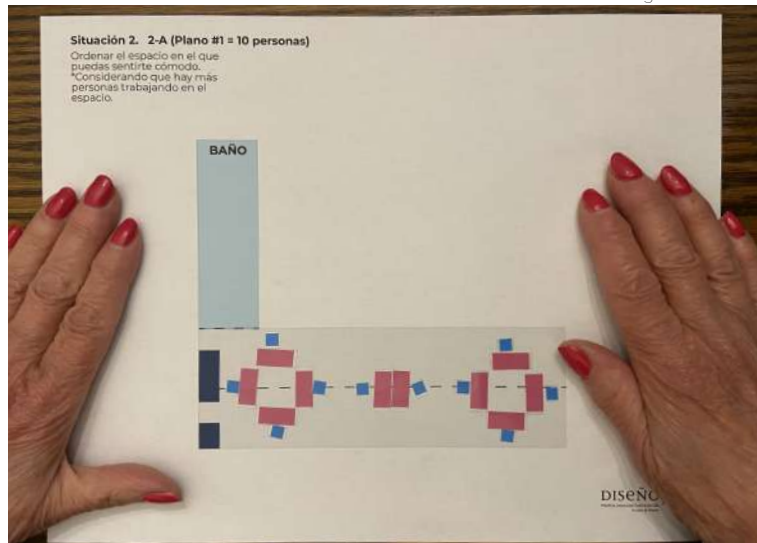 Situación 2. 2-A (Plano #1 = 10 personas)
Ordenar el espacio en el que
puedas sentirte cómodo.
*Considerando que hay más
personas trabajando en el
espacio.
BAÑO
DISEÑO